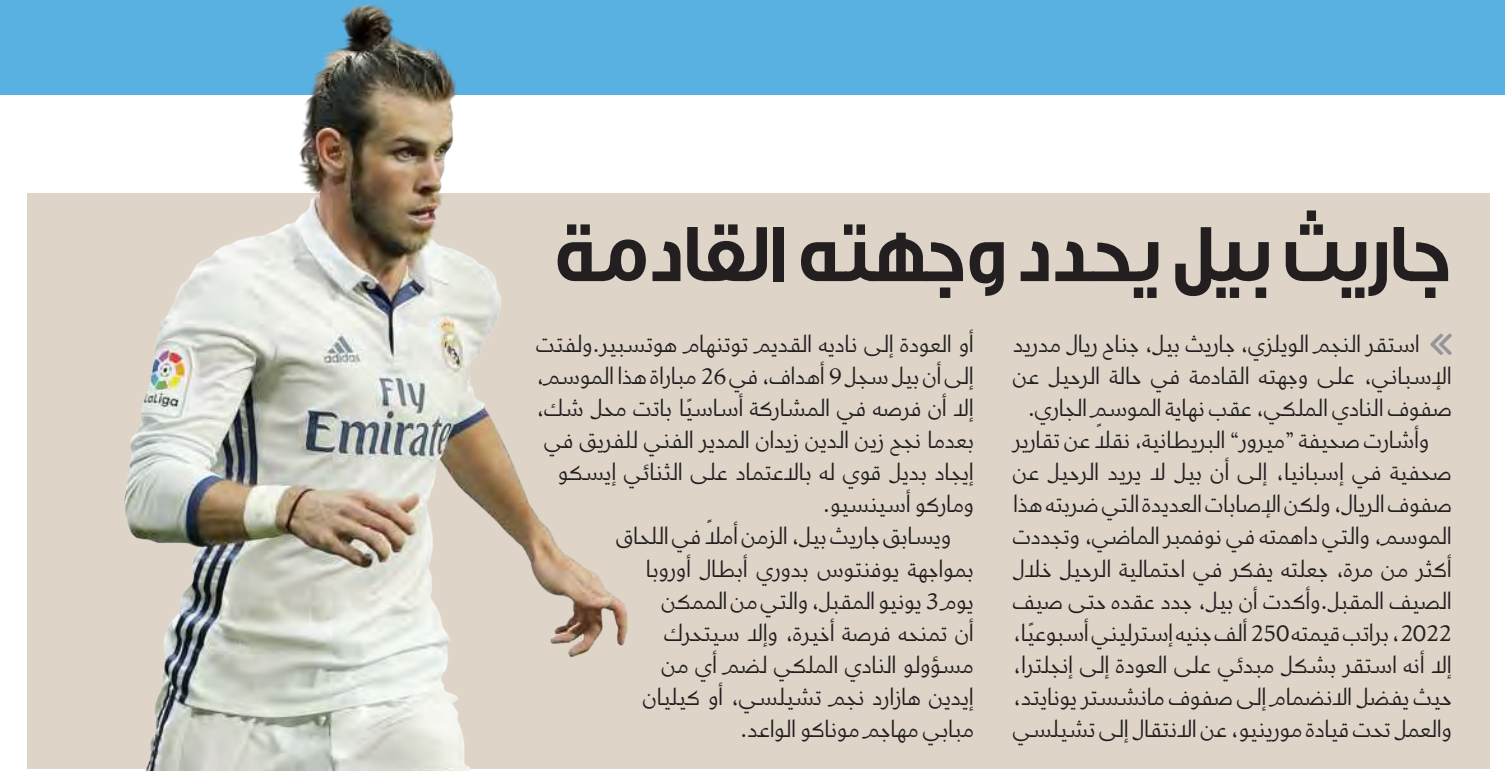 جاريث بيل يحدد وجهته القادمة
استقر النجم الويلزي، جاريث بيل، جناح ريال مدريد
الإسباني، على وجهته القادمة في حالة الرحيل عن
صفوف النادي الملكي، عقب نهاية الموسم الجاري.
وأشارت صحيفة ”ميرور“ البريطانية، نقلاً عن تقارير
صحفية في إسبانيا، إلى أن بيل لا يريد الرحيل عن
صفوف الريال، ولكن الإصابات العديدة التي ضربته هذا
الموسم، والتي داهمته في نوفمبر الماضي، وتجددت
أكثر من مرة، جعلته يفكر في احتمالية الرحيل خلال
الصيف المقبل.وأكدت أن بيل، جدد عقده حتى صيف
2022، براتب قيمته 250 ألف جنيه إسترليني أسبوعيًا،
إلا أنه استقر بشكل مبدئي على العودة إلى إنجلترا،
حيث يفضل الانضمام إلى صفوف مانشستر يونايتد،
والعمل تحت قيادة مورينيو، عن الانتقال إلى تشيلسي
أو العودة إلى ناديه القديم توتنهام هوتسبير.ولفتت
إلى أن بيل سجل 9 أهداف، في 26 مباراة هذا الموسم،
إلا أن فرصه في المشاركة أساسيًا باتت محل شك،
بعدما نجح زين الدين زيدان المدير الفني للفريق في
إيجاد بديل قوي له بالاعتماد على الثنائي إيسكو
وماركو أسينسيو.
ويسابق جاريث بيل، الزمن أملاً في اللحاق
بمواجهة يوفنتوس بدوري أبطال أوروبا
يوم 3 يونيو المقبل، والتي من الممكن
أن تمنحه فرصة أخيرة، وإلا سيتحرك
مسؤولو النادي الملكي لضم أي من
إيدين هازارد نجم تشيلسي، أو كيليان
مبابي مهاجم موناكو الواعد.
adidas
Fly
Emirate
LaLiga